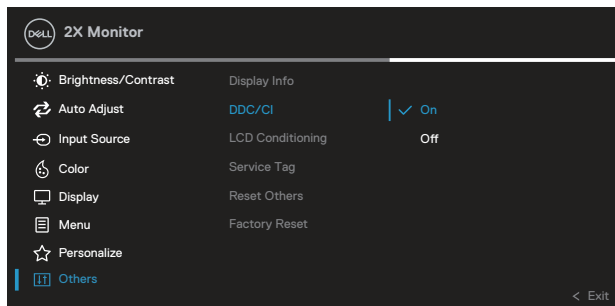 DELL 2X Monitor
Brightness/Contrast Display Info
Auto Adjust DDC/CI On
Input Source LCD Conditioning Off
Color Service Tag
Display Reset Others
Menu Factory Reset
Personalize
Others
< Exit